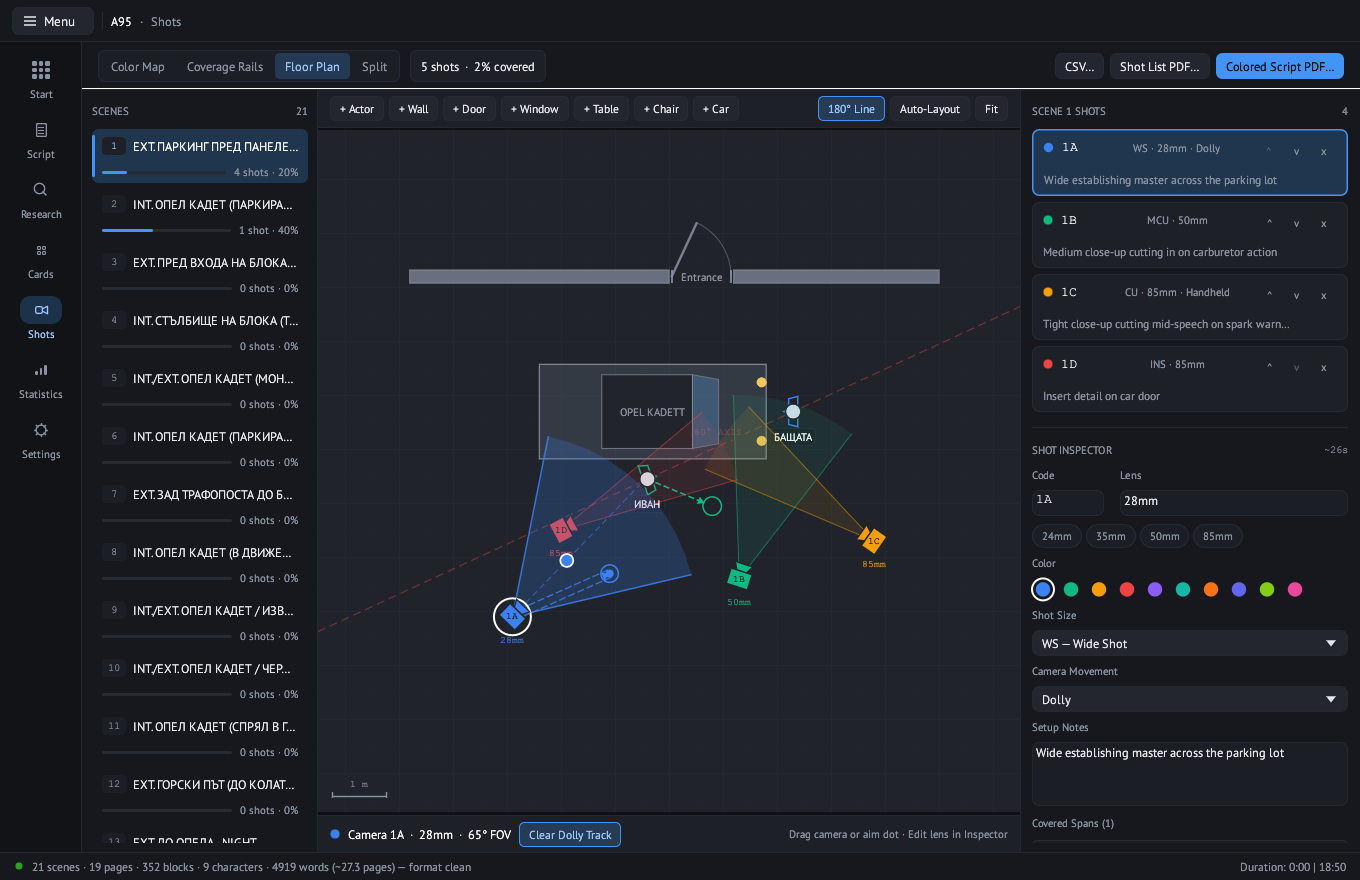 Menu
A95 · Shots
Start
Script
Research
Cards
Shots
Statistics
Settings
Color Map
Coverage Rails
Floor Plan
Split
5 shots · 2% covered
CSV...
Shot List PDF...
Colored Script PDF...
SCENES 21
1 EXT. ПАРКИНГ ПРЕД ПАНЕЛЕ...
4 shots · 20%
2 INT. ОПЕЛ КАДЕТ (ПАРКИРА...
1 shot · 40%
3 EXT. ПРЕД ВХОДА НА БЛОКА...
0 shots · 0%
4 INT. СТЪЛБИЩЕ НА БЛОКА (Т...
0 shots · 0%
5 INT./EXT. ОПЕЛ КАДЕТ (МОН...
0 shots · 0%
6 INT. ОПЕЛ КАДЕТ (ПАРКИРА...
0 shots · 0%
7 EXT. ЗАД ТРАФОПОСТА ДО Б...
0 shots · 0%
8 INT. ОПЕЛ КАДЕТ (В ДВИЖЕ...
0 shots · 0%
9 INT./EXT. ОПЕЛ КАДЕТ / ИЗВ...
0 shots · 0%
10 INT./EXT. ОПЕЛ КАДЕТ / ЧЕР...
0 shots · 0%
11 INT. ОПЕЛ КАДЕТ (СПРЯЛ В Г...
0 shots · 0%
12 EXT. ГОРСКИ ПЪТ (ДО КОЛАТ...
0 shots · 0%
+ Actor
+ Wall
+ Door
+ Window
+ Table
+ Chair
+ Car
180° Line
Auto-Layout
Fit
Entrance
OPEL KADETT
БАЩАТА
ИВАН
1D
1C
85mm
1B
50mm
1A
28mm
1 m
Camera 1A · 28mm · 65° FOV
Clear Dolly Track
Drag camera or aim dot · Edit lens in Inspector
SCENE 1 SHOTS 4
1A WS · 28mm · Dolly ^ v x
Wide establishing master across the parking lot
1B MCU · 50mm ^ v x
Medium close-up cutting in on carburetor action
1C CU · 85mm · Handheld ^ v x
Tight close-up cutting mid-speech on spark warn...
1D INS · 85mm ^ v x
Insert detail on car door
SHOT INSPECTOR ~26s
Code
Lens
1A
28mm
24mm
35mm
50mm
85mm
Color
Shot Size
WS — Wide Shot
Camera Movement
Dolly
Setup Notes
Wide establishing master across the parking lot
Covered Spans (1)
21 scenes · 19 pages · 352 blocks · 9 characters · 4919 words (~27.3 pages) — format clean
Duration: 0:00 | 18:50